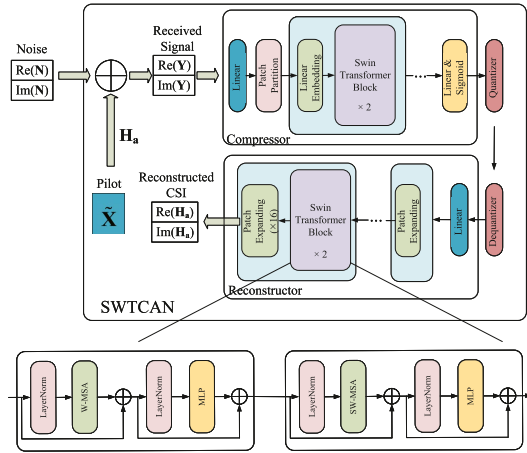 Noise
Re(N)
Im(N)
Received
Signal
Re(Y)
Im(Y)
Linear
Patch
Partition
Linear
Embedding
Swin
Transformer
Block
× 2
Linear &
Sigmoid
Quantizer
Compressor
Hₐ
Pilot
X̃
Reconstructed
CSI
Re(Hₐ)
Im(Hₐ)
Patch
Expanding
(×16)
Swin
Transformer
Block
× 2
Patch
Expanding
Linear
Dequantizer
Reconstructor
SWTCAN
LayerNorm
W-MSA
LayerNorm
MLP
LayerNorm
SW-MSA
LayerNorm
MLP